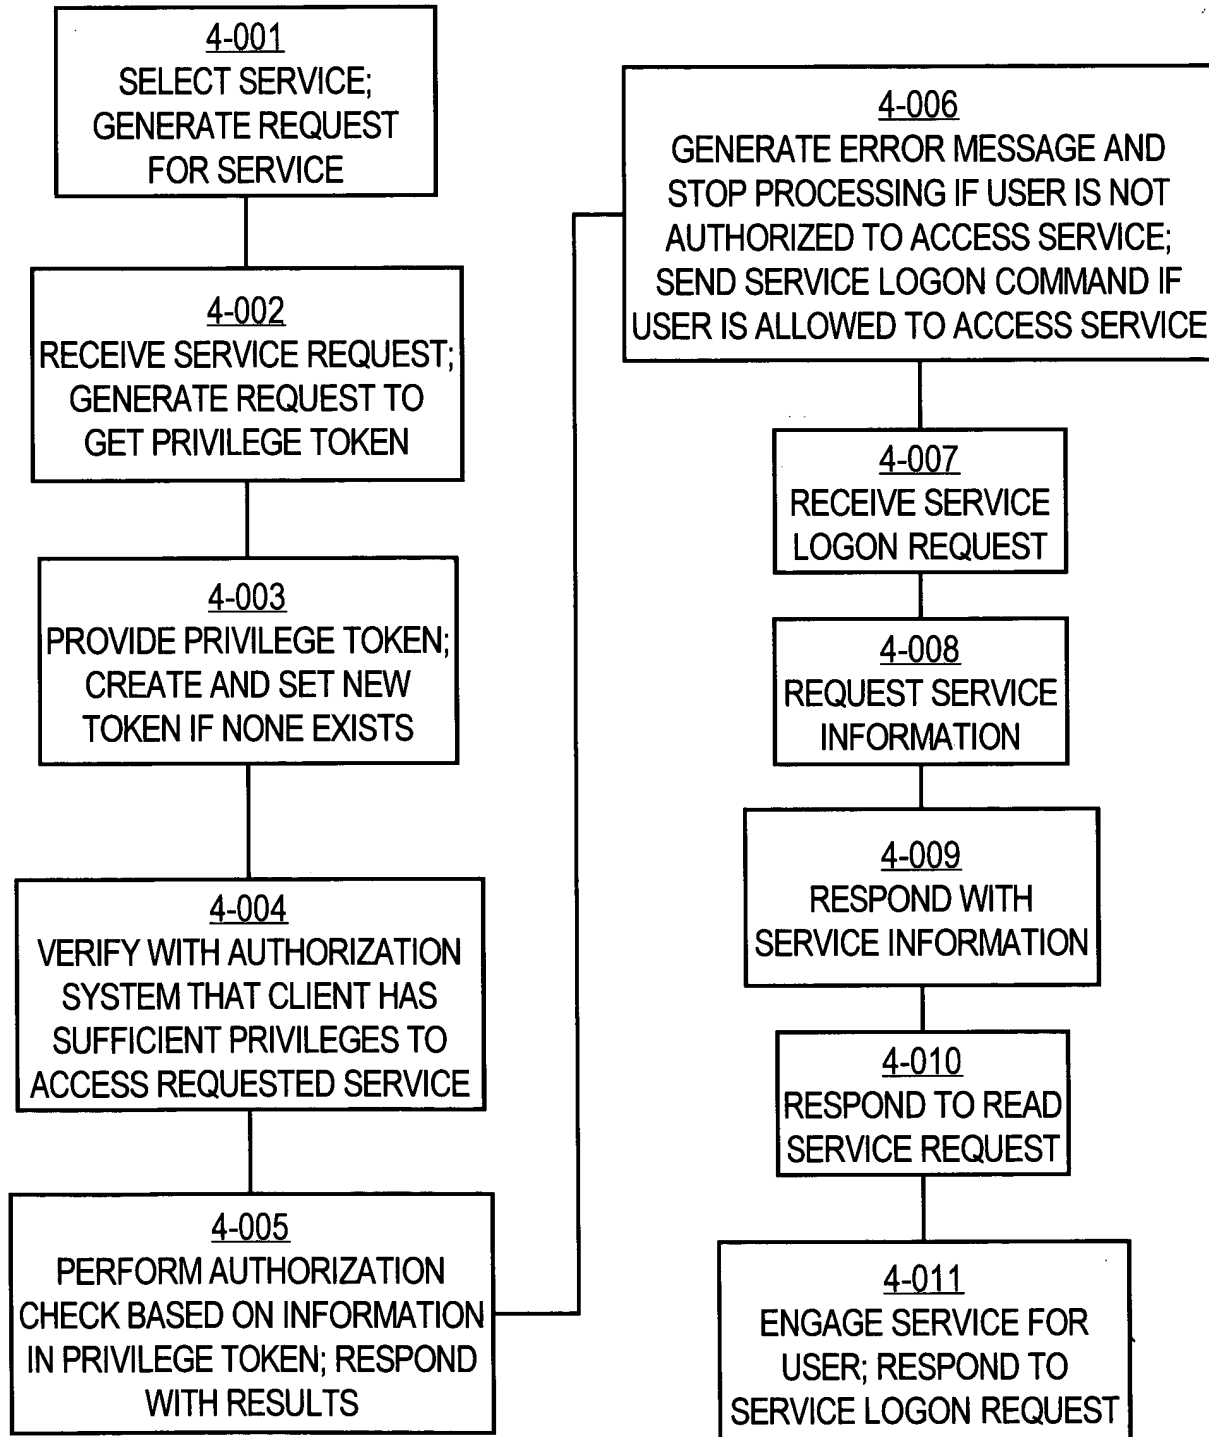 4-001
SELECT SERVICE;
GENERATE REQUEST
FOR SERVICE
4-002
RECEIVE SERVICE REQUEST;
GENERATE REQUEST TO
GET PRIVILEGE TOKEN
4-003
PROVIDE PRIVILEGE TOKEN;
CREATE AND SET NEW
TOKEN IF NONE EXISTS
4-004
VERIFY WITH AUTHORIZATION
SYSTEM THAT CLIENT HAS
SUFFICIENT PRIVILEGES TO
ACCESS REQUESTED SERVICE
4-005
PERFORM AUTHORIZATION
CHECK BASED ON INFORMATION
IN PRIVILEGE TOKEN; RESPOND
WITH RESULTS
4-006
GENERATE ERROR MESSAGE AND
STOP PROCESSING IF USER IS NOT
AUTHORIZED TO ACCESS SERVICE;
SEND SERVICE LOGON COMMAND IF
USER IS ALLOWED TO ACCESS SERVICE
4-007
RECEIVE SERVICE
LOGON REQUEST
4-008
REQUEST SERVICE
INFORMATION
4-009
RESPOND WITH
SERVICE INFORMATION
4-010
RESPOND TO READ
SERVICE REQUEST
4-011
ENGAGE SERVICE FOR
USER; RESPOND TO
SERVICE LOGON REQUEST